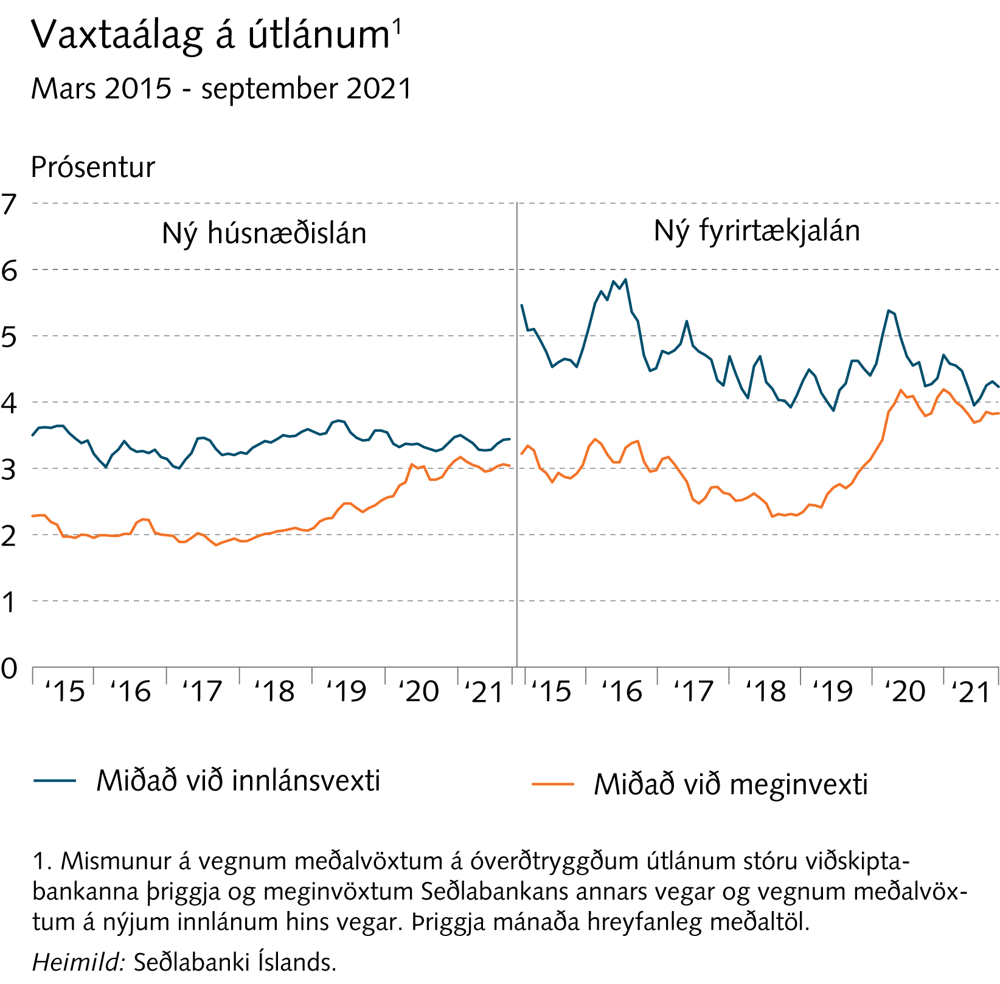 Vaxtaálag á útlánum¹
Mars 2015 - september 2021
Prósentur
7
6
5
4
3
2
1
0
Ný húsnæðislán
Ný fyrirtækjalán
‘15 ‘16 ‘17 ‘18 ‘19 ‘20 ‘21 ‘15 ‘16 ‘17 ‘18 ‘19 ‘20 ‘21
Miðað við innlánsvexti
Miðað við meginvexti
1. Mismunur á vegnum meðalvöxtum á óverðtryggðum útlánum stóru viðskipta-
bankanna þriggja og meginvöxtum Seðlabankans annars vegar og vegnum meðalvöx-
tum á nýjum innlánum hins vegar. Þriggja mánaða hreyfanleg meðaltöl.
Heimild: Seðlabanki Íslands.